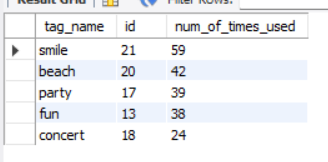 Result Grid Filter Rows:
tag_name id num_of_times_used
smile 21 59
beach 20 42
party 17 39
fun 13 38
concert 18 24